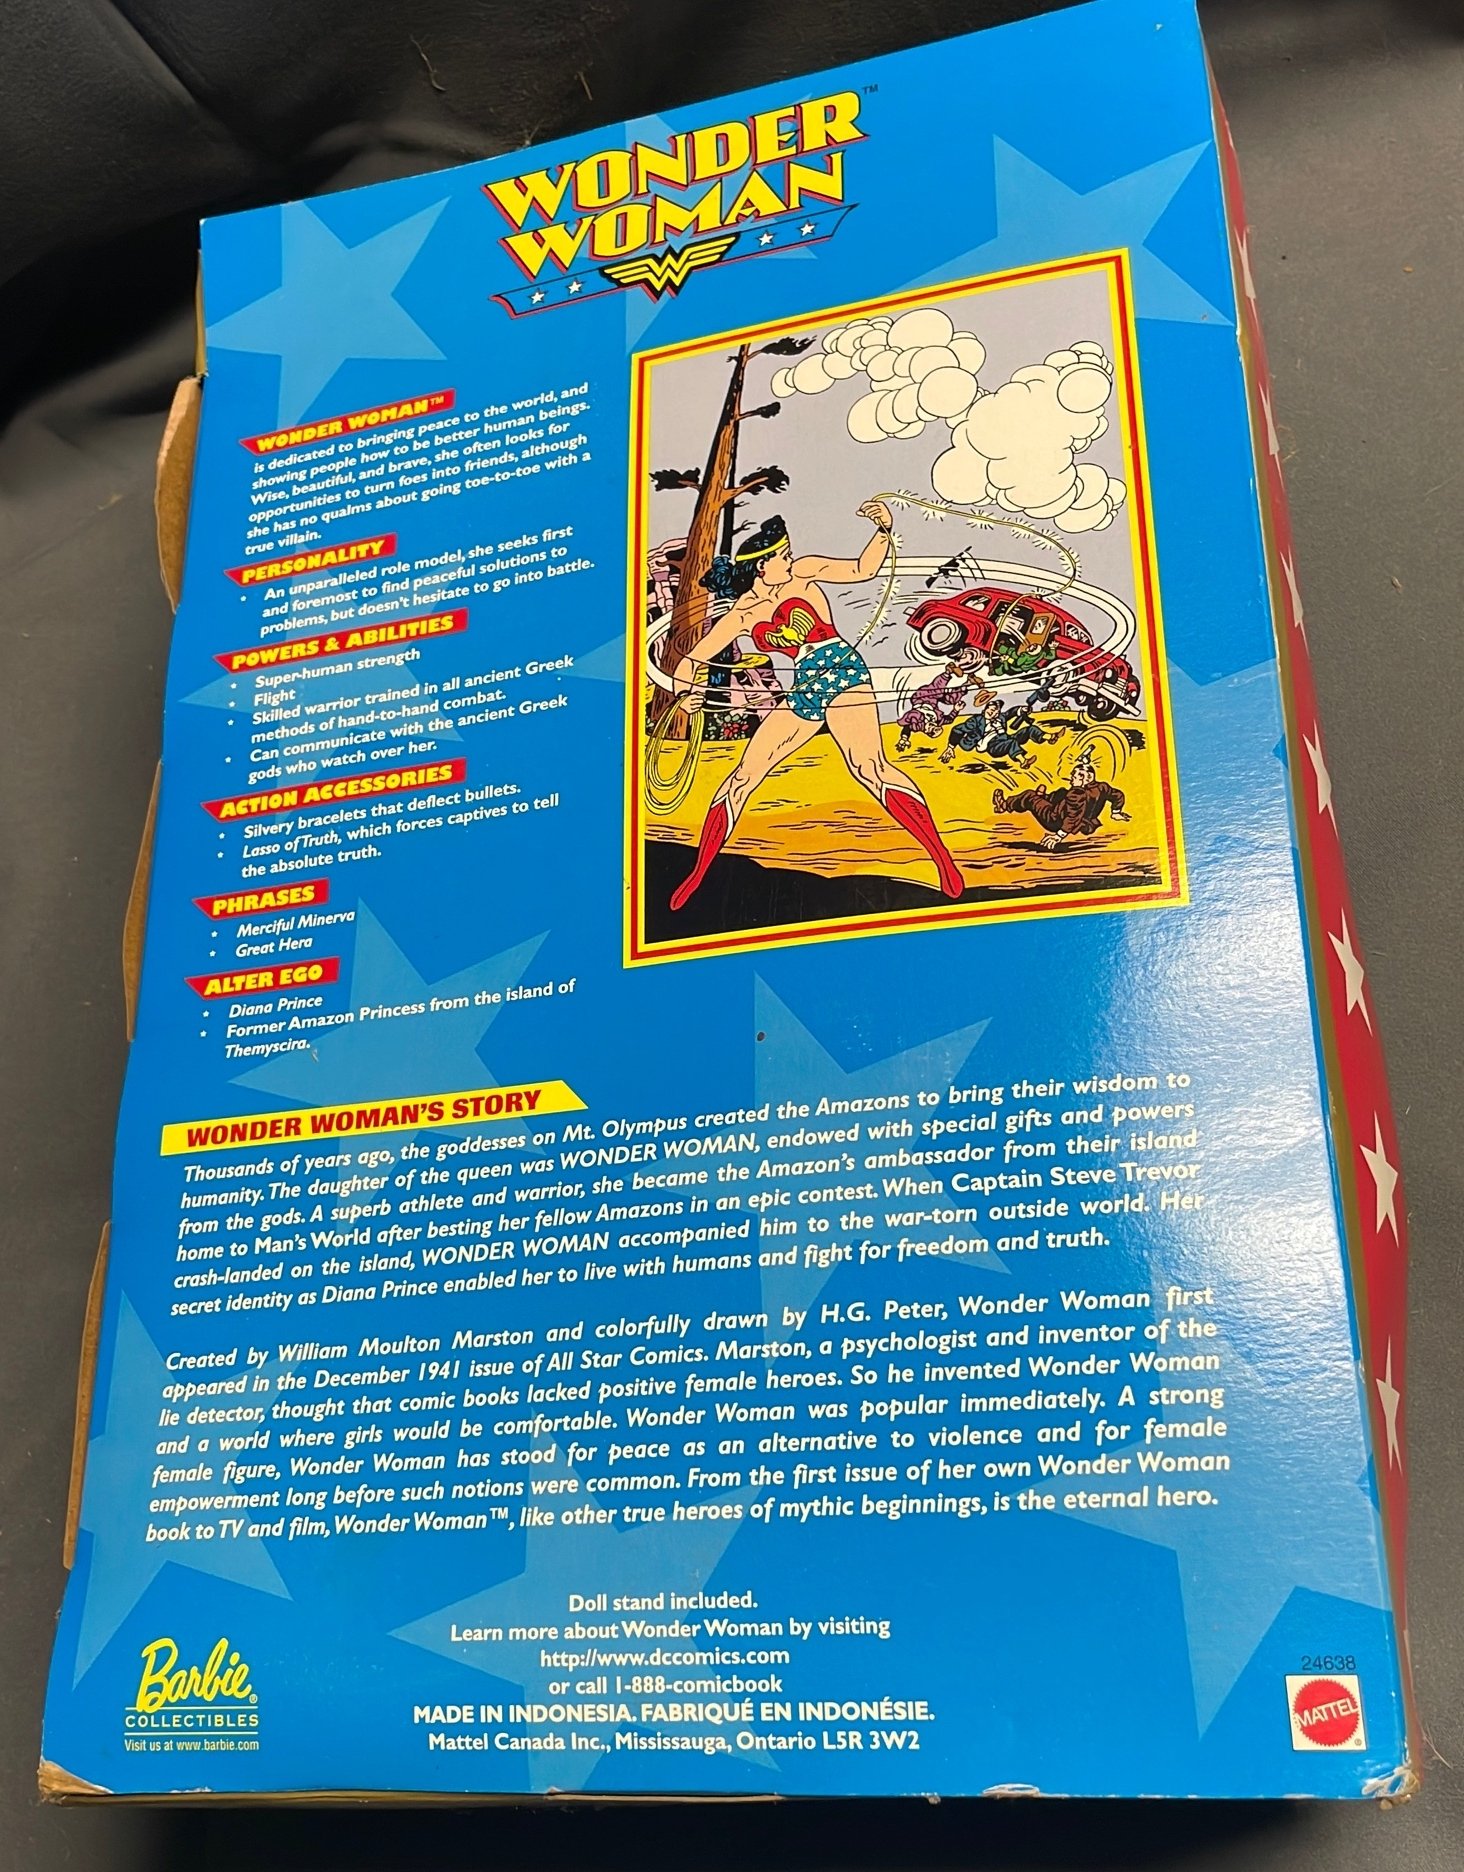 WONDER™
WOMAN
W
WONDER WOMAN™
is dedicated to bringing peace to the world, and
showing people how to be better human beings.
Wise, beautiful, and brave, she often looks for
opportunities to turn foes into friends, although
she has no qualms about going toe-to-toe with a
true villain.
PERSONALITY
* An unparalleled role model, she seeks first
and foremost to find peaceful solutions to
problems, but doesn't hesitate to go into battle.
POWERS & ABILITIES
* Super-human strength
* Flight
* Skilled warrior trained in all ancient Greek
methods of hand-to-hand combat.
* Can communicate with the ancient Greek
gods who watch over her.
ACTION ACCESSORIES
* Silvery bracelets that deflect bullets.
* Lasso of Truth, which forces captives to tell
the absolute truth.
PHRASES
* Merciful Minerva
* Great Hera
ALTER EGO
* Diana Prince
* Former Amazon Princess from the island of
Themyscira.
WONDER WOMAN'S STORY
Thousands of years ago, the goddesses on Mt. Olympus created the Amazons to bring their wisdom to
humanity. The daughter of the queen was WONDER WOMAN, endowed with special gifts and powers
from the gods. A superb athlete and warrior, she became the Amazon's ambassador from their island
home to Man's World after besting her fellow Amazons in an epic contest. When Captain Steve Trevor
crash-landed on the island, WONDER WOMAN accompanied him to the war-torn outside world. Her
secret identity as Diana Prince enabled her to live with humans and fight for freedom and truth.
Created by William Moulton Marston and colorfully drawn by H.G. Peter, Wonder Woman first
appeared in the December 1941 issue of All Star Comics. Marston, a psychologist and inventor of the
lie detector, thought that comic books lacked positive female heroes. So he invented Wonder Woman
and a world where girls would be comfortable. Wonder Woman was popular immediately. A strong
female figure, Wonder Woman has stood for peace as an alternative to violence and for female
empowerment long before such notions were common. From the first issue of her own Wonder Woman
book to TV and film, Wonder Woman™, like other true heroes of mythic beginnings, is the eternal hero.
Doll stand included.
Learn more about Wonder Woman by visiting
http://www.dccomics.com
or call 1-888-comicbook
MADE IN INDONESIA. FABRIQUÉ EN INDONÉSIE.
Mattel Canada Inc., Mississauga, Ontario L5R 3W2
Barbie®
COLLECTIBLES
Visit us at www.barbie.com
24638
MATTEL®